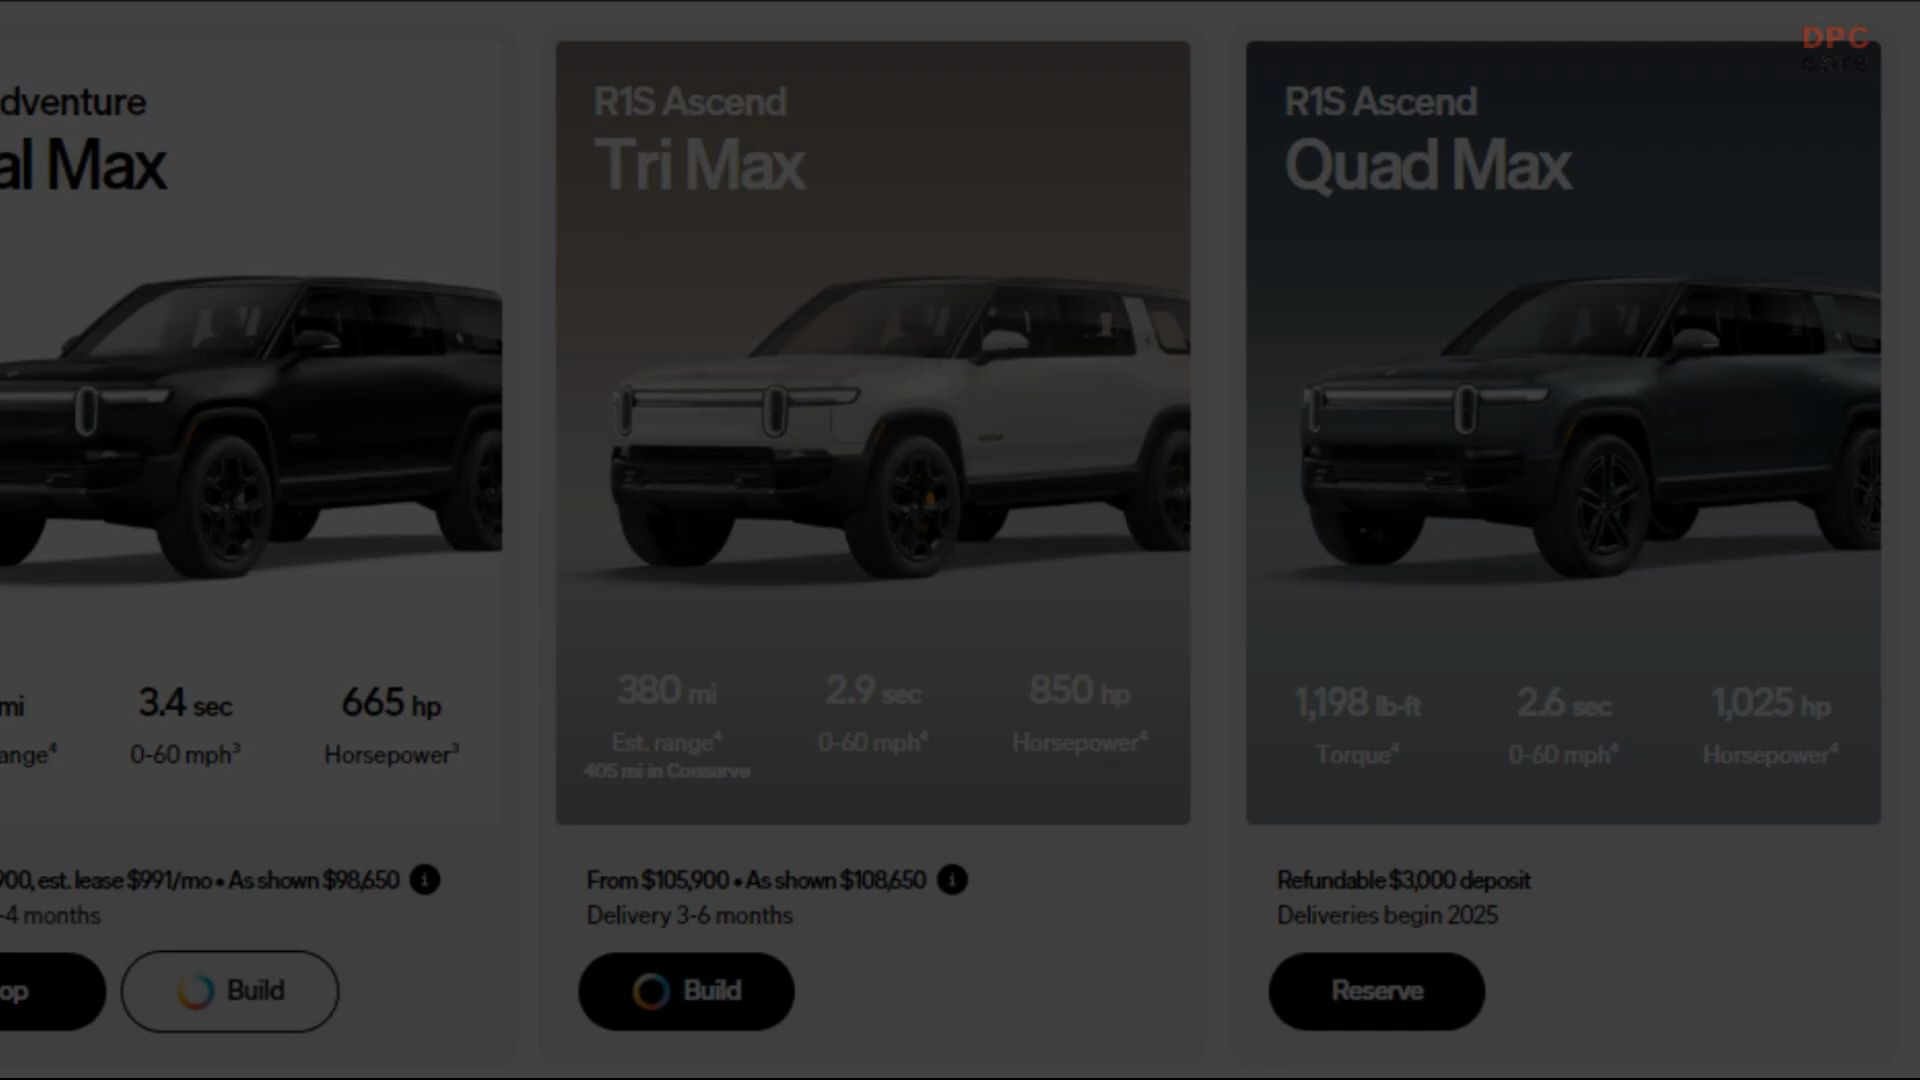 dventure
al Max
mi
3.4 sec
665 hp
ange⁴
0-60 mph³
Horsepower³
900, est. lease $991/mo • As shown $98,650
-4 months
op
Build
R1S Ascend
Tri Max
380 mi
2.9 sec
850 hp
Est. range⁴
0-60 mph⁴
Horsepower⁴
405 mi in Conserve
From $105,900 • As shown $108,650
Delivery 3-6 months
Build
DPC
cars
R1S Ascend
Quad Max
1,198 lb-ft
2.6 sec
1,025 hp
Torque⁴
0-60 mph⁴
Horsepower⁴
Refundable $3,000 deposit
Deliveries begin 2025
Reserve